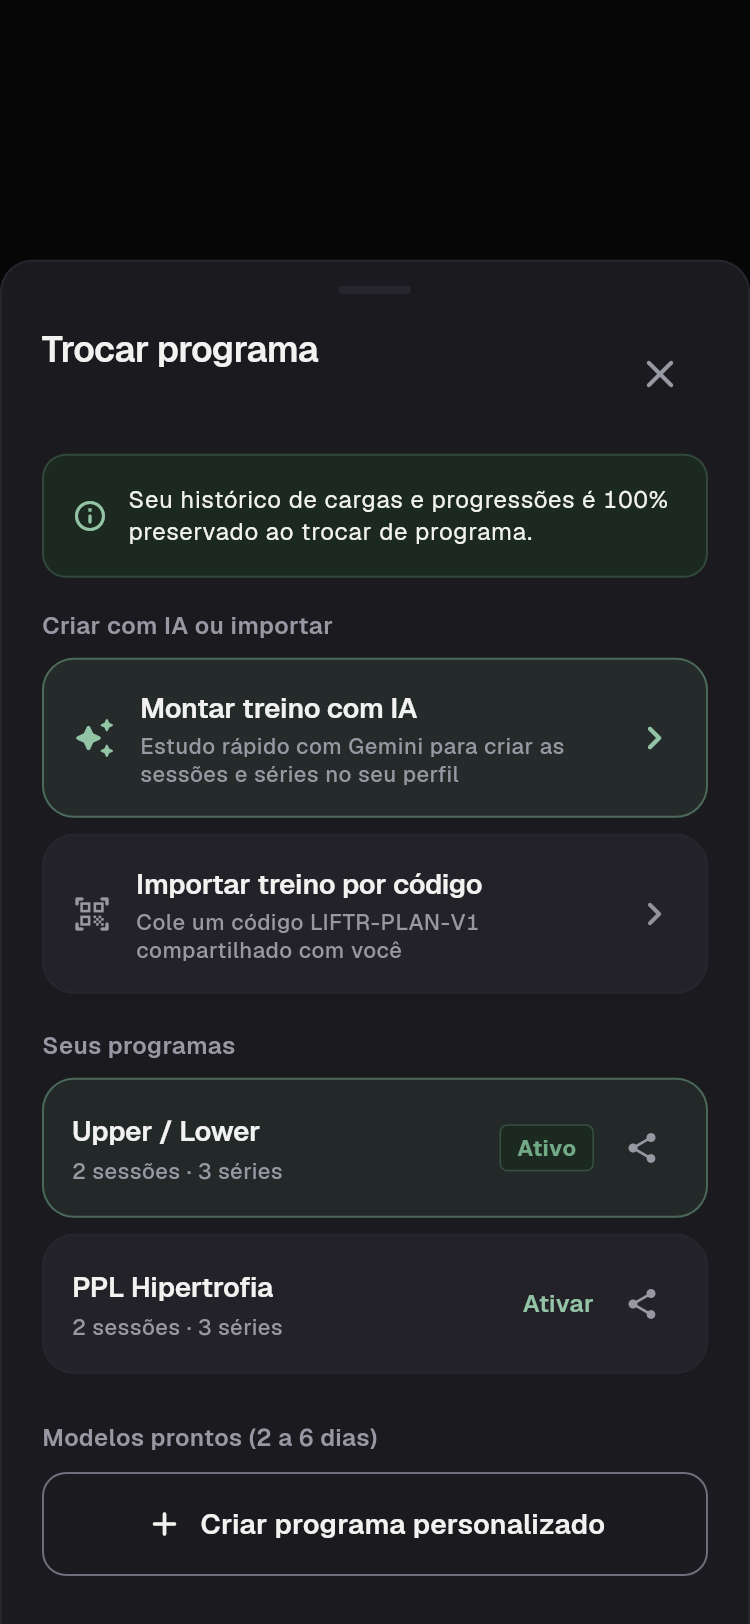 Trocar programa
Seu histórico de cargas e progressões é 100%
preservado ao trocar de programa.
Criar com IA ou importar
Montar treino com IA
Estudo rápido com Gemini para criar as
sessões e séries no seu perfil
Importar treino por código
Cole um código LIFTR-PLAN-V1
compartilhado com você
Seus programas
Upper / Lower
2 sessões · 3 séries
Ativo
PPL Hipertrofia
2 sessões · 3 séries
Ativar
Modelos prontos (2 a 6 dias)
Criar programa personalizado